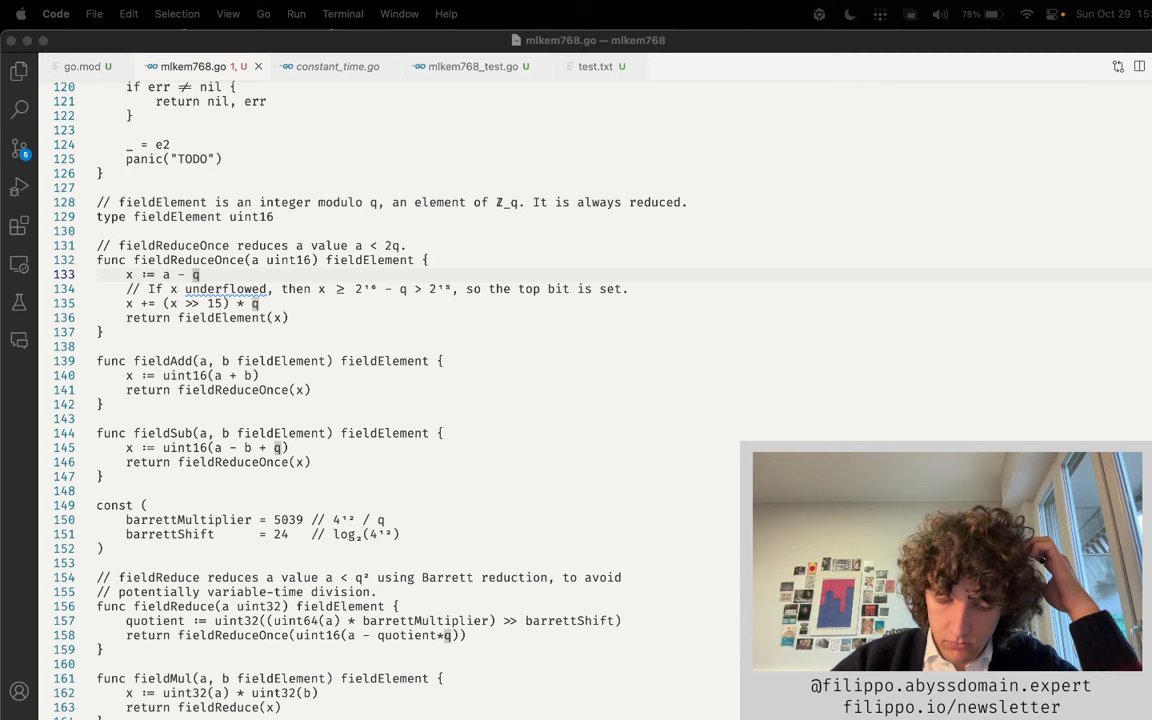 Code File Edit Selection View Go Run Terminal Window Help 78% Sun Oct 29
mlkem768.go — mlkem768
go.mod U mlkem768.go 1, U constant_time.go mlkem768_test.go U test.txt U
120 if err ≠ nil {
121 return nil, err
122 }
123
124 _ = e2
125 panic("TODO")
126 }
127
128 // fieldElement is an integer modulo q, an element of ℤ_q. It is always reduced.
129 type fieldElement uint16
130
131 // fieldReduceOnce reduces a value a < 2q.
132 func fieldReduceOnce(a uint16) fieldElement {
133 x := a - q
134 // If x underflowed, then x ≥ 2¹⁶ - q > 2¹⁵, so the top bit is set.
135 x += (x >> 15) * q
136 return fieldElement(x)
137 }
138
139 func fieldAdd(a, b fieldElement) fieldElement {
140 x := uint16(a + b)
141 return fieldReduceOnce(x)
142 }
143
144 func fieldSub(a, b fieldElement) fieldElement {
145 x := uint16(a - b + q)
146 return fieldReduceOnce(x)
147 }
148
149 const (
150 barrettMultiplier = 5039 // 4¹² / q
151 barrettShift = 24 // log₂(4¹²)
152 )
153
154 // fieldReduce reduces a value a < q² using Barrett reduction, to avoid
155 // potentially variable-time division.
156 func fieldReduce(a uint32) fieldElement {
157 quotient := uint32((uint64(a) * barrettMultiplier) >> barrettShift)
158 return fieldReduceOnce(uint16(a - quotient*q))
159 }
160
161 func fieldMul(a, b fieldElement) fieldElement {
162 x := uint32(a) * uint32(b)
163 return fieldReduce(x)
5
@filippo.abyssdomain.expert
filippo.io/newsletter